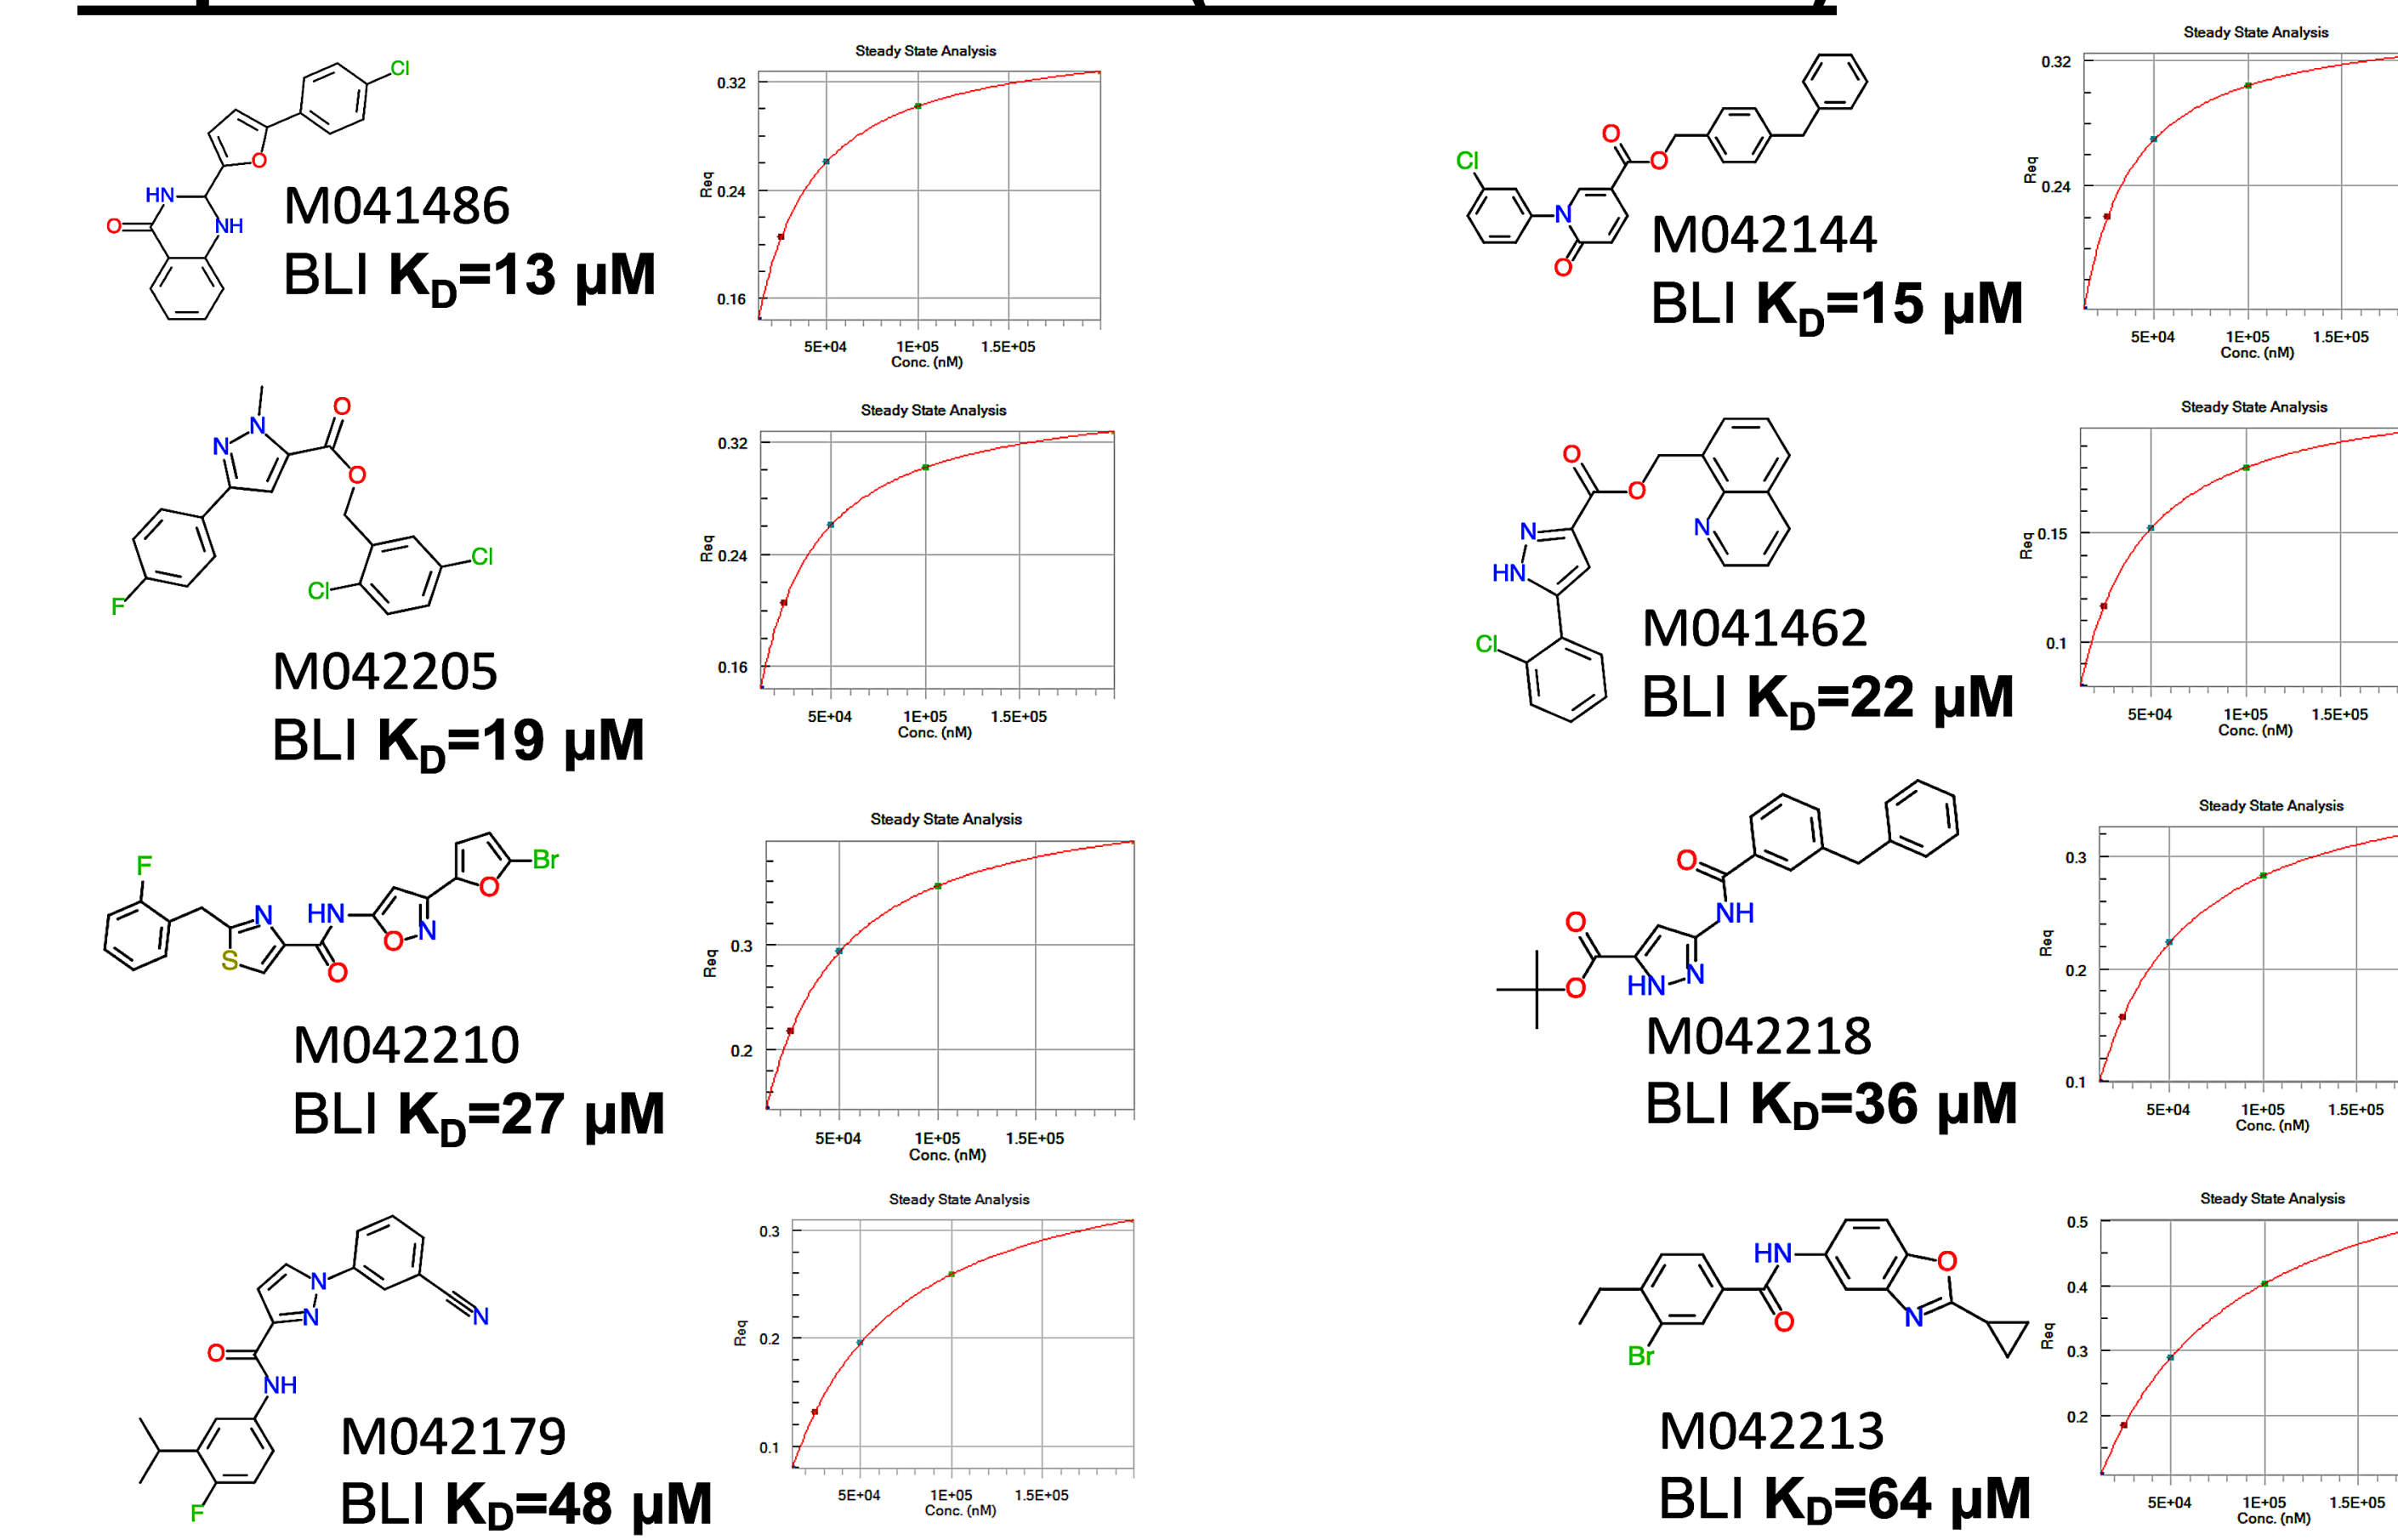 Cl
O
HN
NH
O
M041486
BLI KD=13 µM
Steady State Analysis
0.32
0.24
0.16
Req
5E+04 1E+05 1.5E+05
Conc. (nM)
O
O
Cl
N
O
M042144
BLI KD=15 µM
Steady State Analysis
0.32
0.24
Req
5E+04 1E+05 1.5E+05
Conc. (nM)
N
N
O
O
Cl
Cl
F
M042205
BLI KD=19 µM
Steady State Analysis
0.32
0.24
0.16
Req
5E+04 1E+05 1.5E+05
Conc. (nM)
O
O
N
N
HN
Cl
M041462
BLI KD=22 µM
Steady State Analysis
0.15
0.1
Req
5E+04 1E+05 1.5E+05
Conc. (nM)
F
Br
O
N
HN
N
O
S
O
M042210
BLI KD=27 µM
Steady State Analysis
0.3
0.2
Req
5E+04 1E+05 1.5E+05
Conc. (nM)
O
NH
O
O
HN
N
M042218
BLI KD=36 µM
Steady State Analysis
0.3
0.2
0.1
Req
5E+04 1E+05 1.5E+05
Conc. (nM)
N
N
N
O
NH
F
M042179
BLI KD=48 µM
Steady State Analysis
0.3
0.2
0.1
Req
5E+04 1E+05 1.5E+05
Conc. (nM)
HN
O
O
N
Br
M042213
BLI KD=64 µM
Steady State Analysis
0.5
0.4
0.3
0.2
Req
5E+04 1E+05 1.5E+05
Conc. (nM)